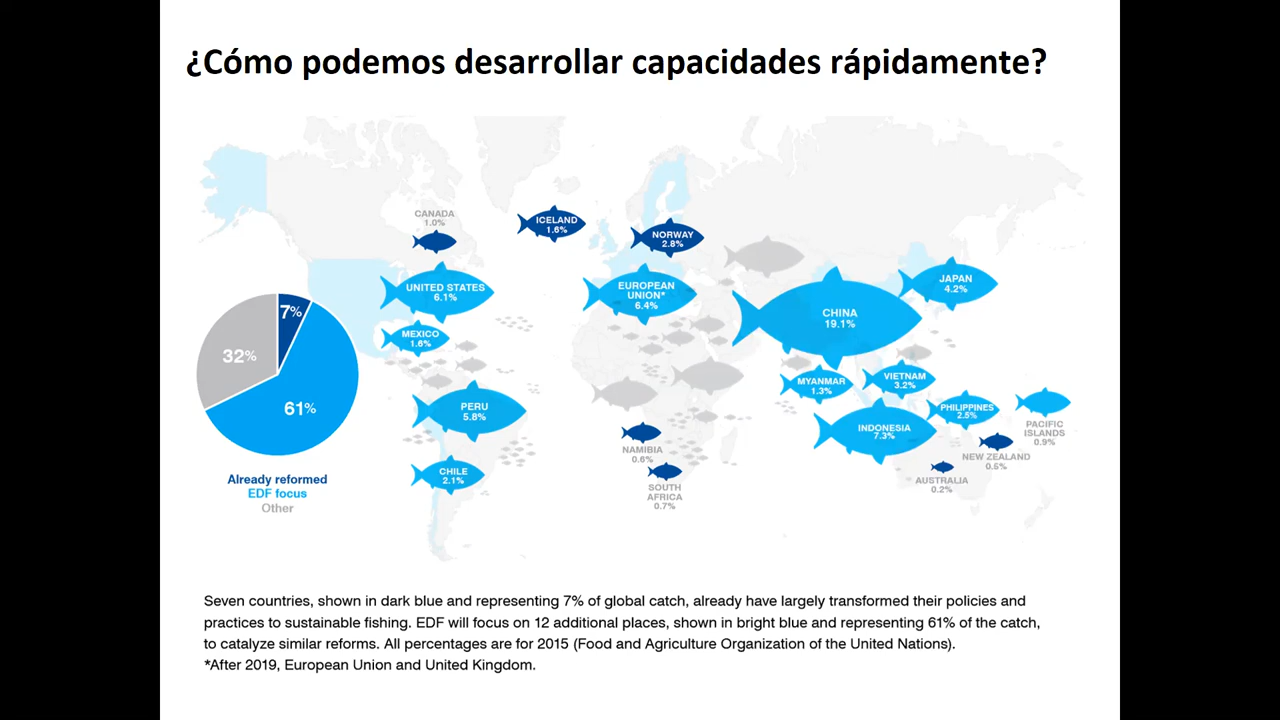 ¿Cómo podemos desarrollar capacidades rápidamente?
CANADA
1.0%
ICELAND
1.6%
NORWAY
2.8%
UNITED STATES
6.1%
EUROPEAN
UNION*
6.4%
JAPAN
4.2%
CHINA
19.1%
MEXICO
1.6%
MYANMAR
1.3%
VIETNAM
3.2%
PERU
5.8%
PHILIPPINES
2.5%
INDONESIA
7.3%
PACIFIC
ISLANDS
0.9%
NAMIBIA
0.6%
NEW ZEALAND
0.5%
CHILE
2.1%
SOUTH
AFRICA
0.7%
AUSTRALIA
0.2%
7%
32%
61%
Already reformed
EDF focus
Other
Seven countries, shown in dark blue and representing 7% of global catch, already have largely transformed their policies and
practices to sustainable fishing. EDF will focus on 12 additional places, shown in bright blue and representing 61% of the catch,
to catalyze similar reforms. All percentages are for 2015 (Food and Agriculture Organization of the United Nations).
*After 2019, European Union and United Kingdom.